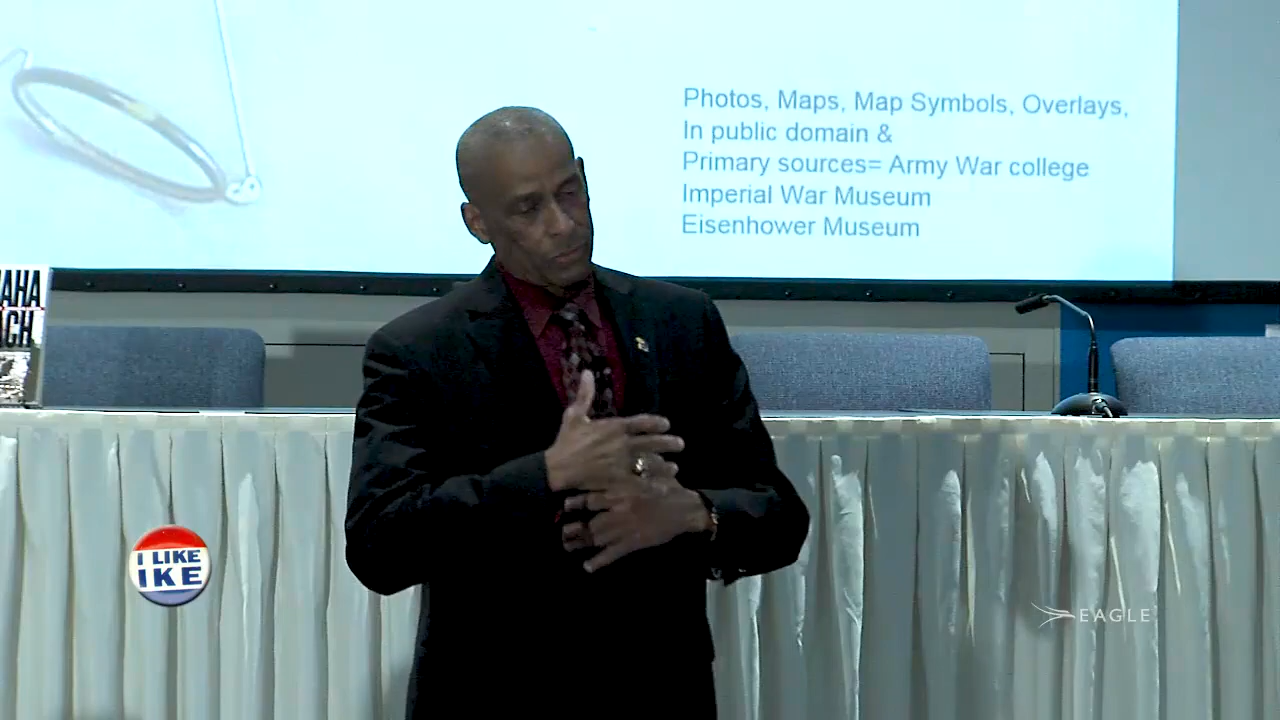 Photos, Maps, Map Symbols, Overlays,
In public domain &
Primary sources= Army War college
Imperial War Museum
Eisenhower Museum
AHA
ACH
I LIKE
IKE
EAGLE